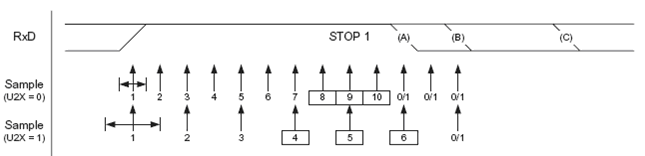 RxD STOP 1 (A) (B) (C)
Sample
(U2X = 0) 1 2 3 4 5 6 7 8 9 10 0/1 0/1 0/1
Sample
(U2X = 1) 1 2 3 4 5 6 0/1